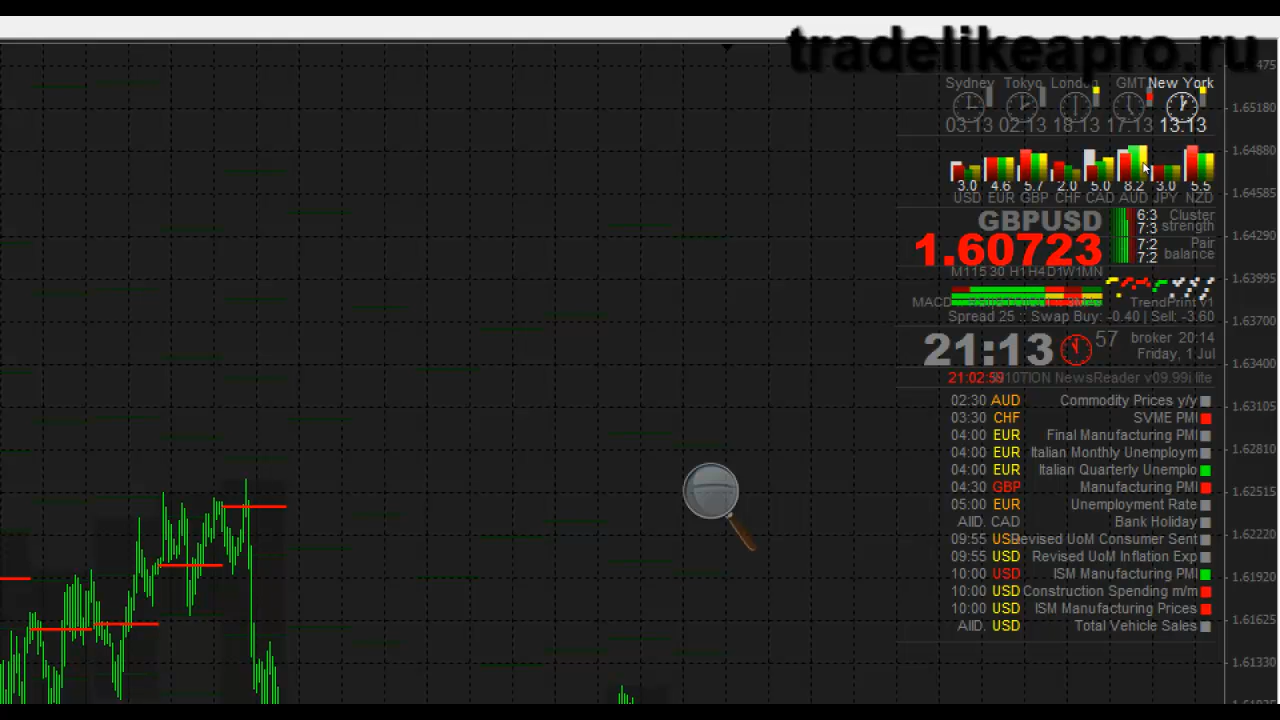 tradelikeapro.ru
Sydney Tokyo GMT New York
03:13 02:13 18:13 17:13 13:13
1.65180
1.64880
3.0 4.6 5.7 2.0 5.0 8.2 3.0 5.5
USD EUR GBP CHF CAD AUD JPY NZD
1.64585
GBPUSD 6:3 Cluster
7:3 strength
1.60723 7:2 Pair
7:2 balance
1.64290
M1 15 30 H1 H4 D1 W1 MN
1.63995
MACD TrendPrint v1
Spread 25 :: Swap Buy: -0.40 | Sell: -3.60
1.63700
21:13 57 broker 20:14
Friday, 1 Jul
1.63400
NewsReader v09.99i lite
02:30 AUD Commodity Prices y/y
1.63105
03:30 CHF SVME PMI
04:00 EUR Final Manufacturing PMI
04:00 EUR Italian Monthly Unemploym
1.62810
04:00 EUR Italian Quarterly Unemplo
04:30 GBP Manufacturing PMI
1.62515
05:00 EUR Unemployment Rate
AllD. CAD Bank Holiday
09:55 USD Revised UoM Consumer Sent
1.62220
09:55 USD Revised UoM Inflation Exp
10:00 USD ISM Manufacturing PMI
1.61920
10:00 USD Construction Spending m/m
10:00 USD ISM Manufacturing Prices
AllD. USD Total Vehicle Sales
1.61625
1.61330